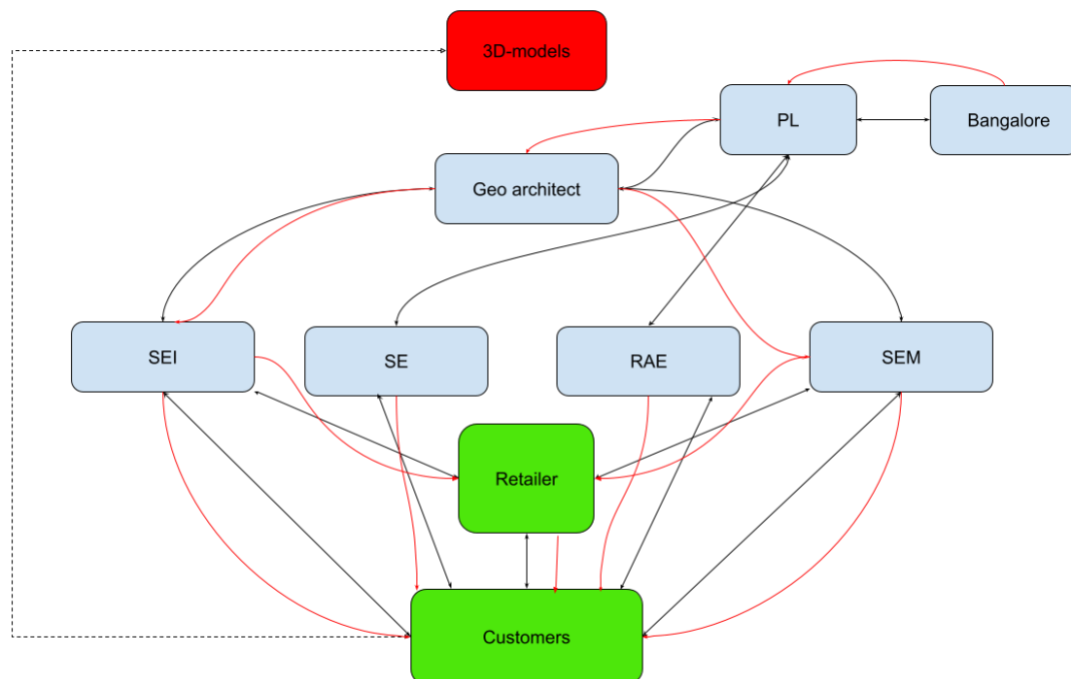 3D-models
PL
Bangalore
Geo architect
SEI
SE
RAE
SEM
Retailer
Customers